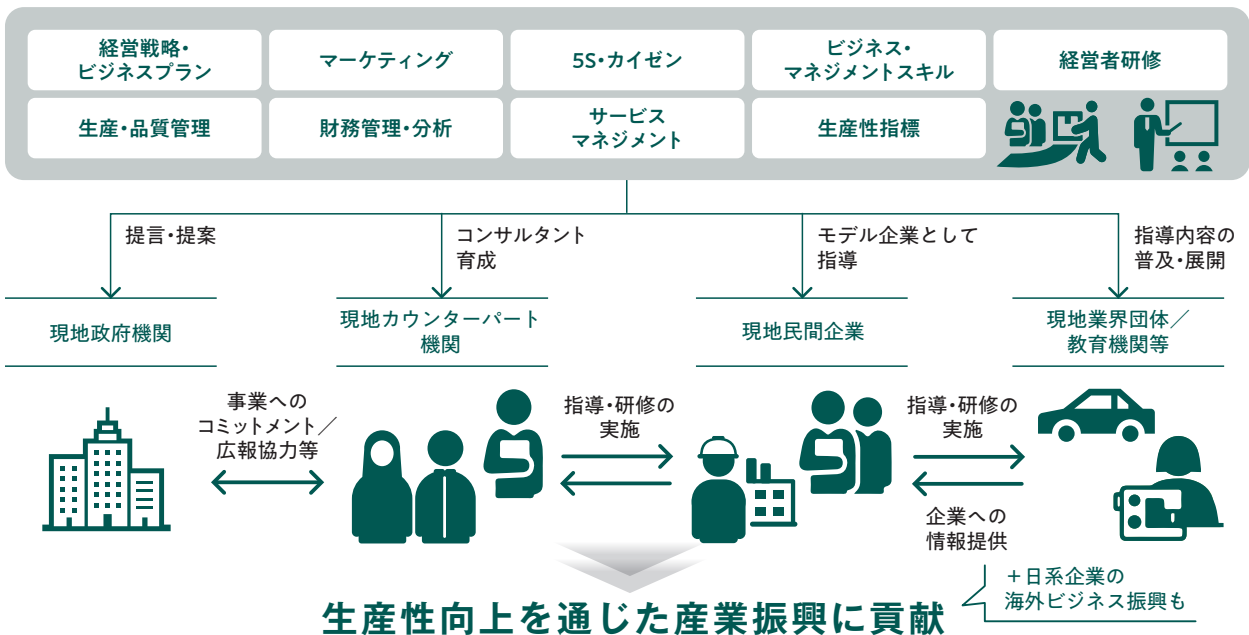 経営戦略・
ビジネスプラン
マーケティング
5S・カイゼン
ビジネス・
マネジメントスキル
経営者研修
生産・品質管理
財務管理・分析
サービス
マネジメント
生産性指標
提言・提案
コンサルタント
育成
モデル企業として
指導
指導内容の
普及・展開
現地政府機関
現地カウンターパート
機関
現地民間企業
現地業界団体／
教育機関等
事業への
コミットメント／
広報協力等
指導・研修の
実施
指導・研修の
実施
企業への
情報提供
＋日系企業の
海外ビジネス振興も
生産性向上を通じた産業振興に貢献